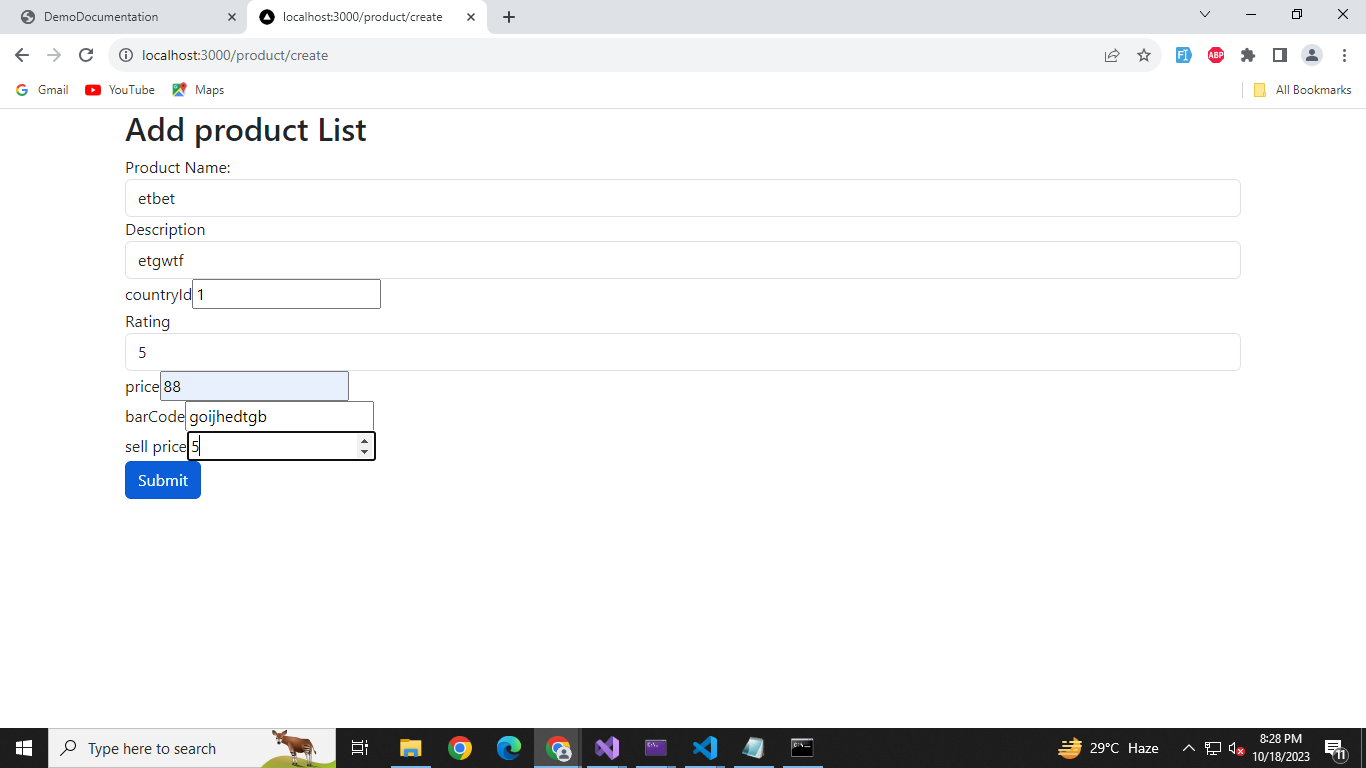 DemoDocumentation
localhost:3000/product/create
localhost:3000/product/create
ABP
Gmail
YouTube
Maps
All Bookmarks
Add product List
Product Name:
etbet
Description
etgwtf
countryId 1
Rating
5
price 88
barCode goijhedtgb
sell price 5
Submit
Type here to search
29°C Haze
8:28 PM
10/18/2023
11